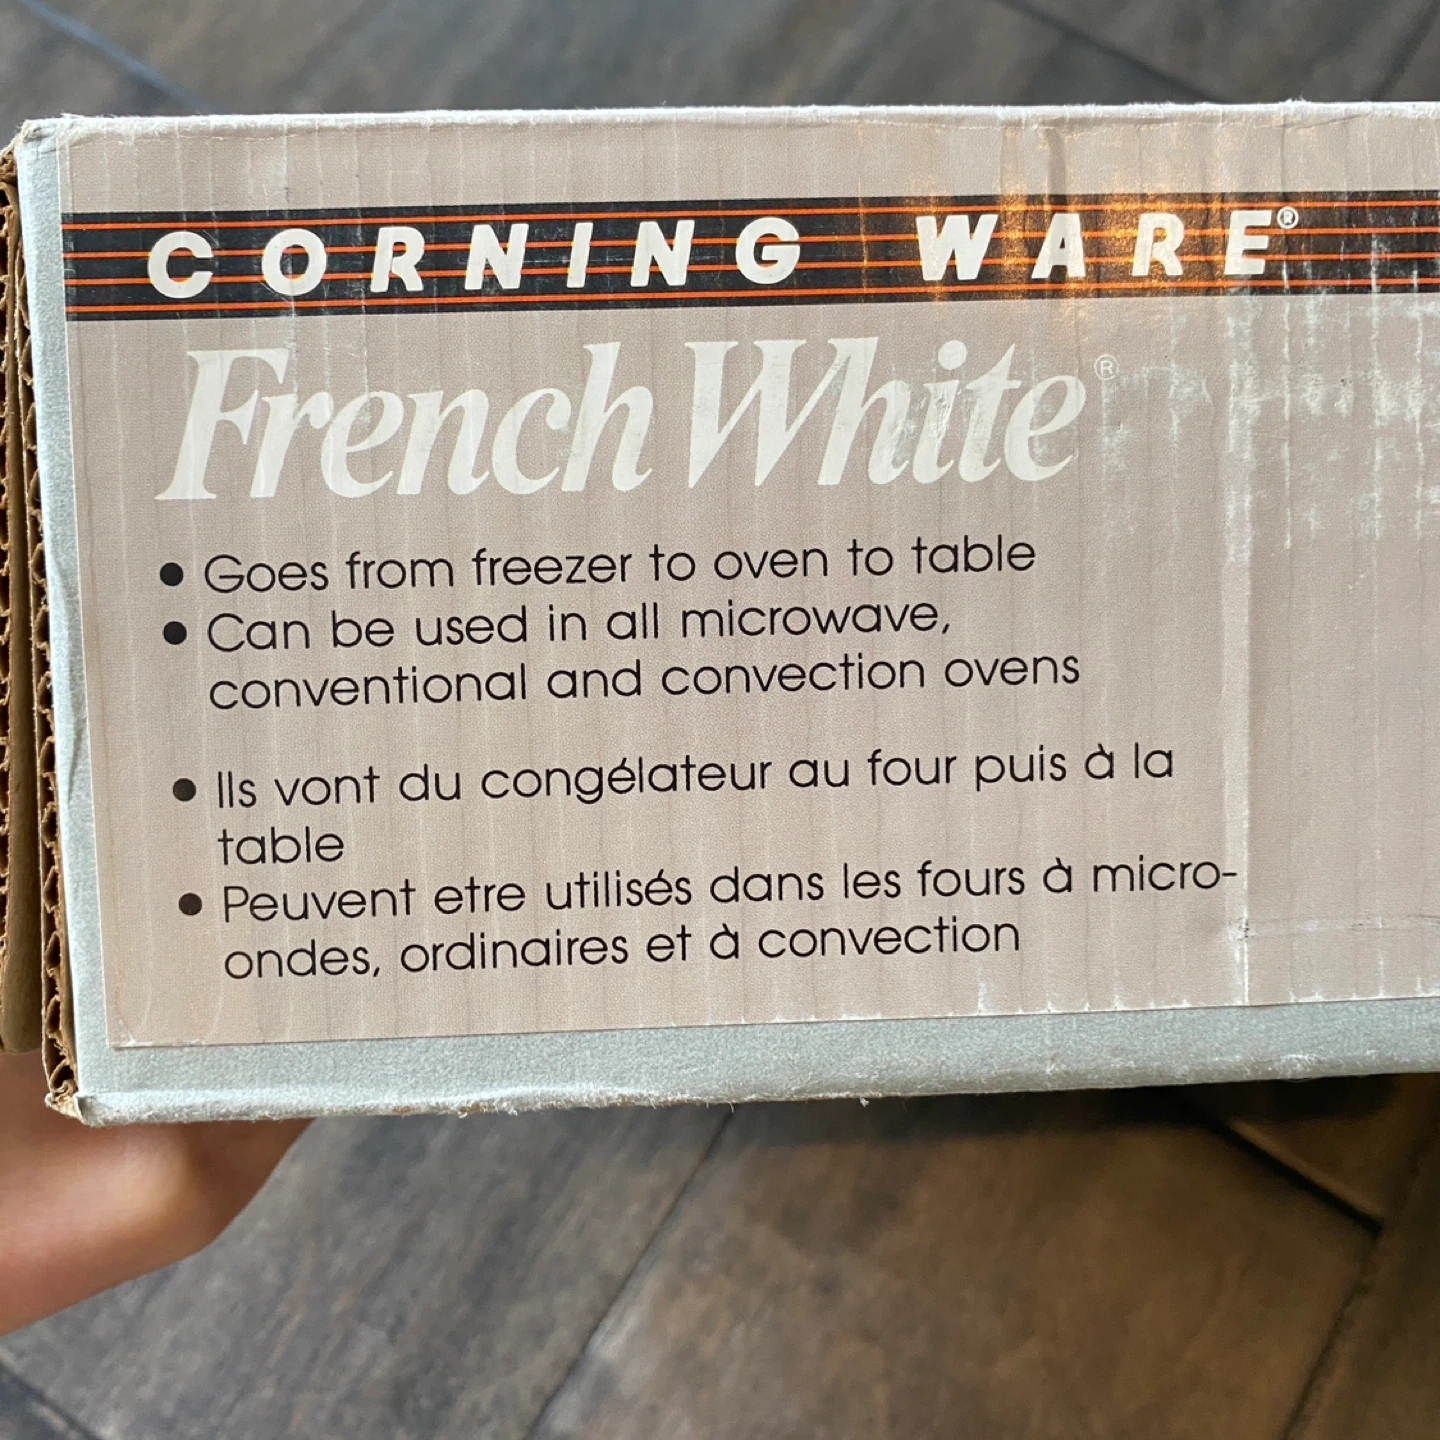 CORNING WARE®
French White®
● Goes from freezer to oven to table
● Can be used in all microwave,
conventional and convection ovens
● Ils vont du congélateur au four puis à la
table
● Peuvent etre utilisés dans les fours à micro-
ondes, ordinaires et à convection